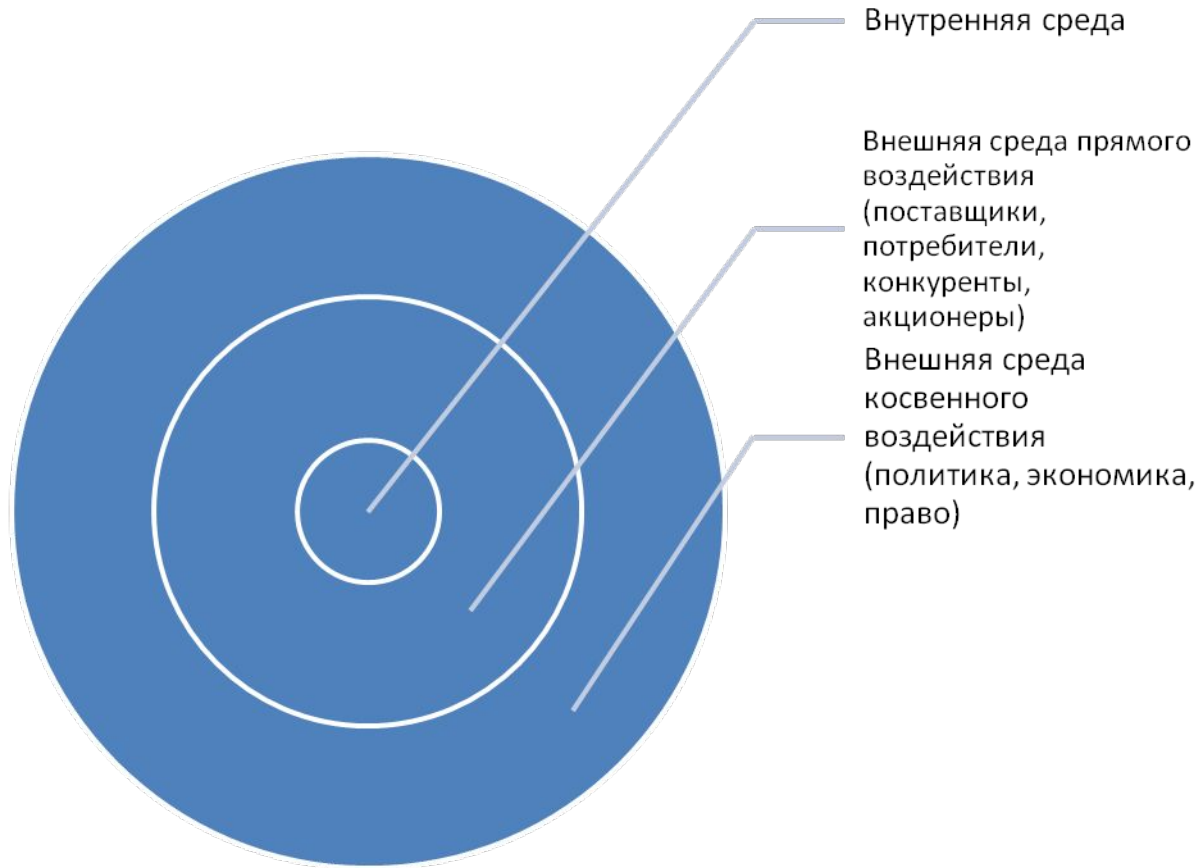 Внутренняя среда
Внешняя среда прямого
воздействия
(поставщики,
потребители,
конкуренты,
акционеры)
Внешняя среда
косвенного
воздействия
(политика, экономика,
право)